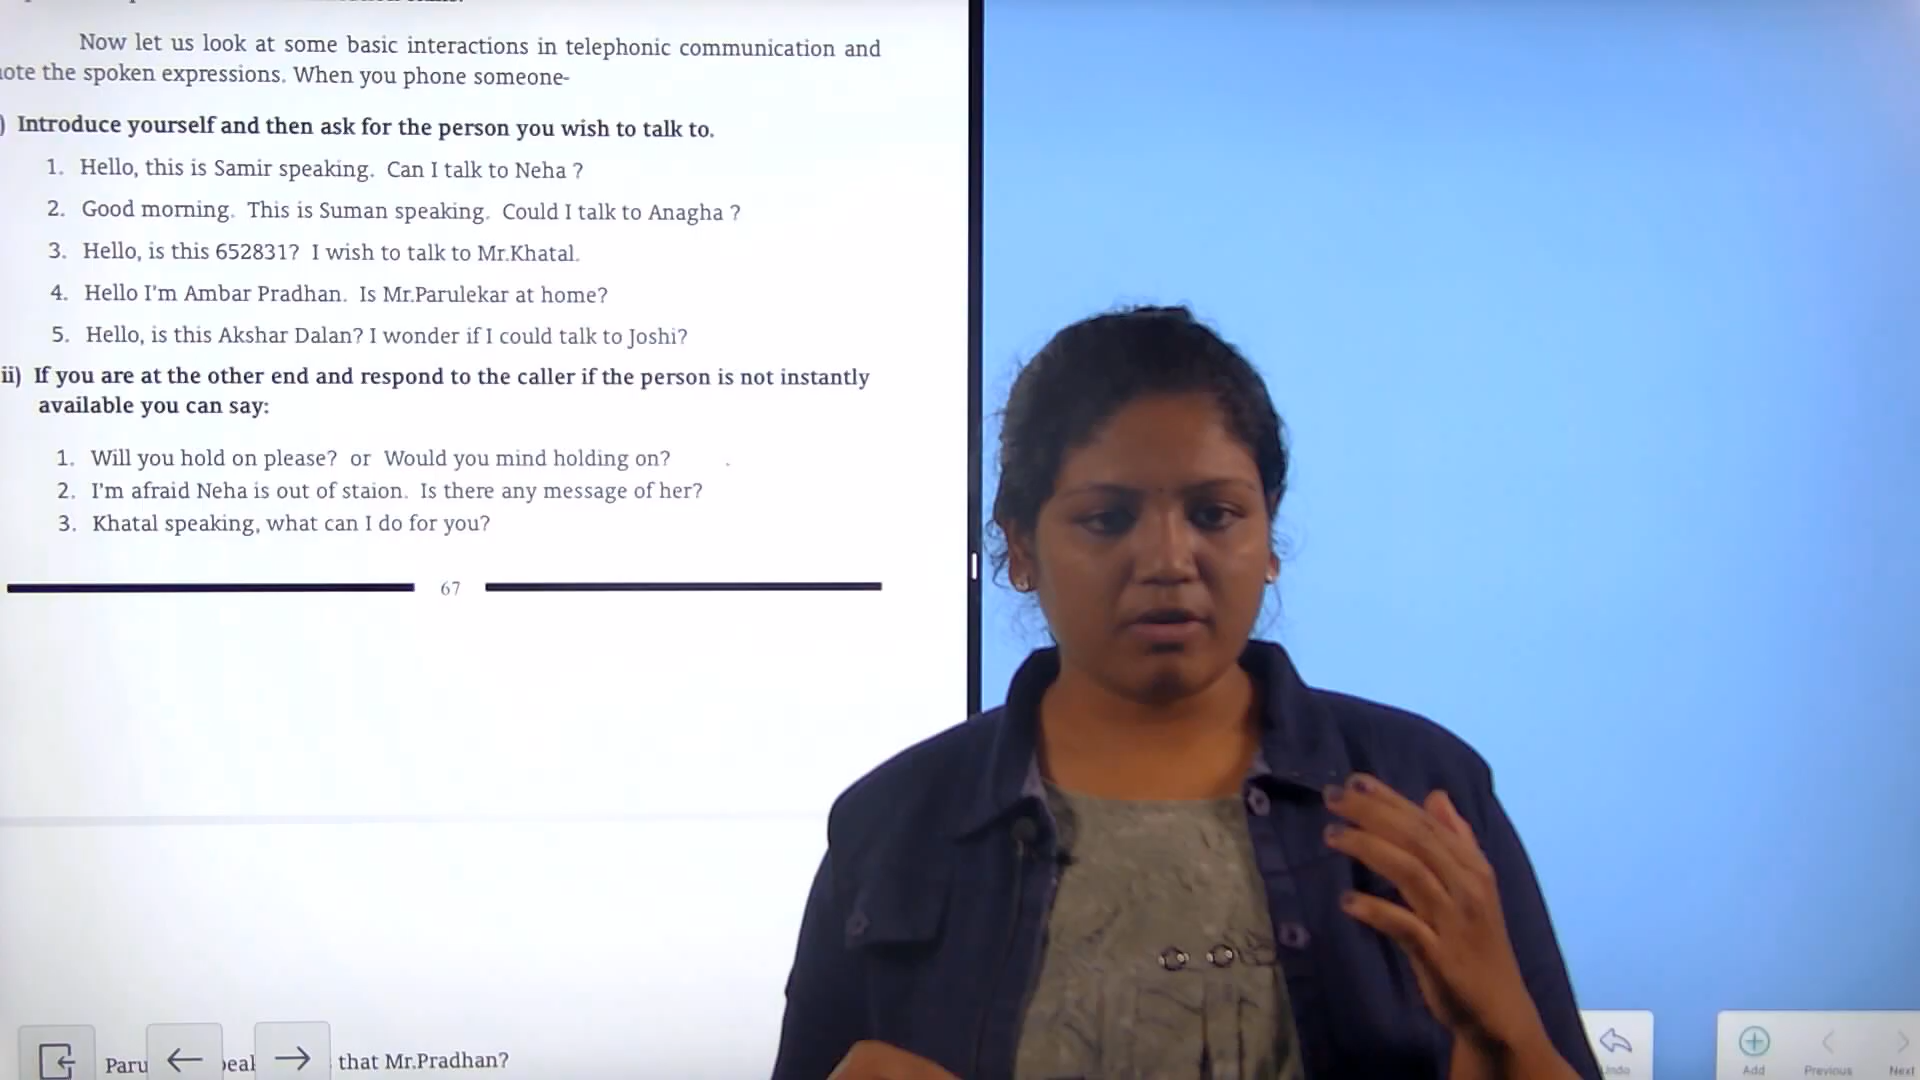 Now let us look at some basic interactions in telephonic communication and
note the spoken expressions. When you phone someone-
) Introduce yourself and then ask for the person you wish to talk to.
1. Hello, this is Samir speaking. Can I talk to Neha ?
2. Good morning. This is Suman speaking. Could I talk to Anagha ?
3. Hello, is this 652831? I wish to talk to Mr.Khatal.
4. Hello I'm Ambar Pradhan. Is Mr.Parulekar at home?
5. Hello, is this Akshar Dalan? I wonder if I could talk to Joshi?
ii) If you are at the other end and respond to the caller if the person is not instantly
available you can say:
1. Will you hold on please? or Would you mind holding on?
2. I'm afraid Neha is out of staion. Is there any message of her?
3. Khatal speaking, what can I do for you?
67
Paru
that Mr.Pradhan?
Undo
Add
Previous
Next